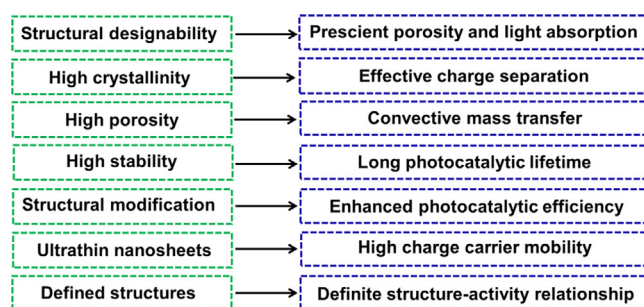 Structural designability
Prescient porosity and light absorption
High crystallinity
Effective charge separation
High porosity
Convective mass transfer
High stability
Long photocatalytic lifetime
Structural modification
Enhanced photocatalytic efficiency
Ultrathin nanosheets
High charge carrier mobility
Defined structures
Definite structure-activity relationship